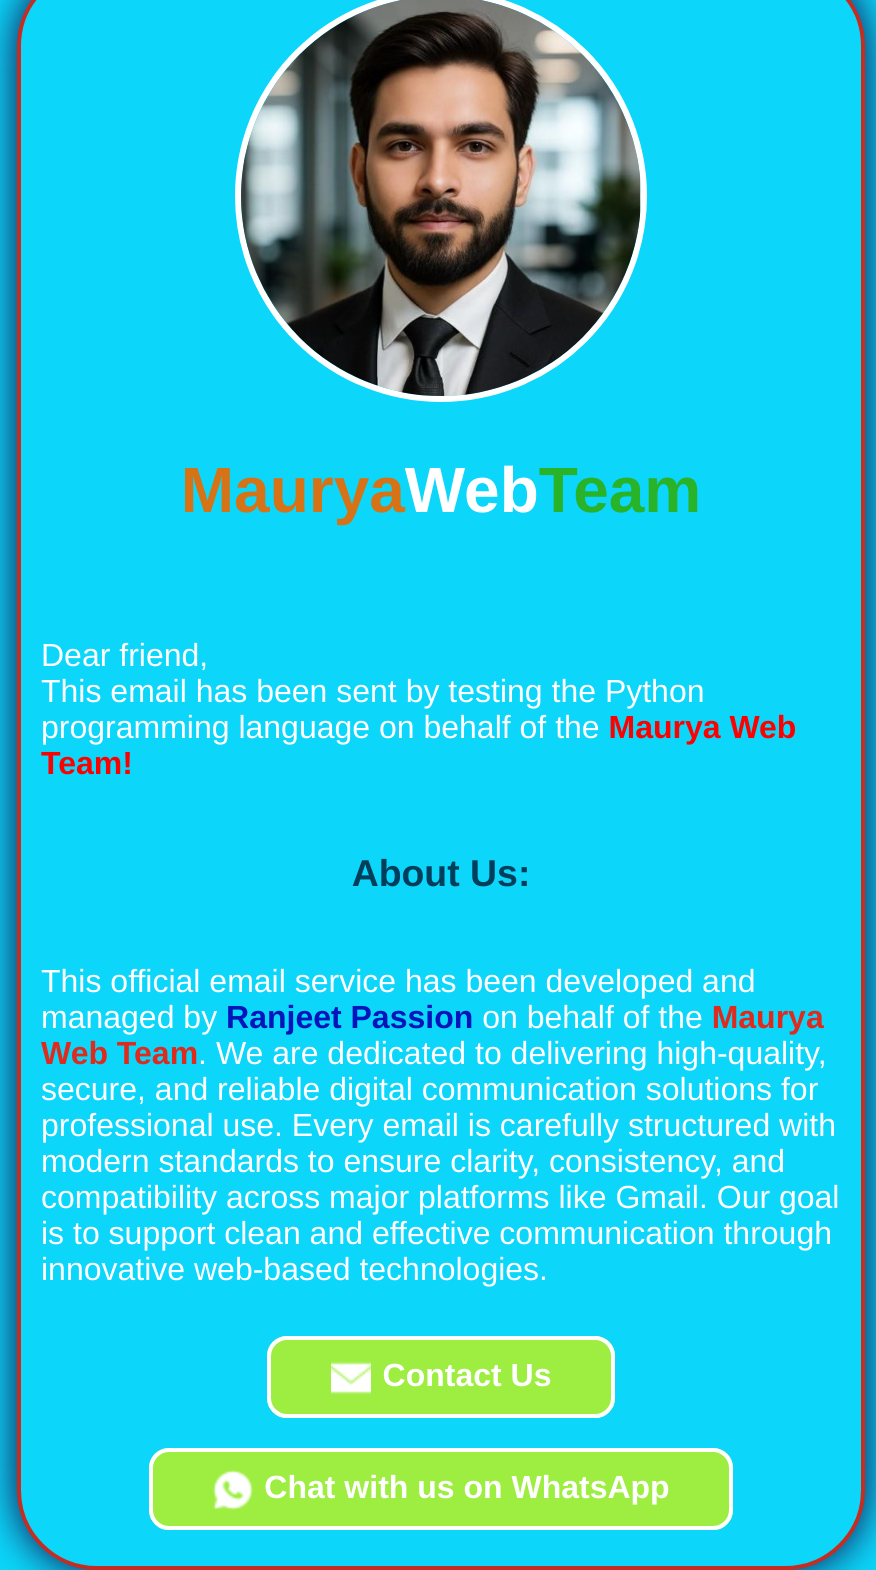 MauryaWebTeam
Dear friend,
This email has been sent by testing the Python
programming language on behalf of the Maurya Web
Team!
About Us:
This official email service has been developed and
managed by Ranjeet Passion on behalf of the Maurya
Web Team. We are dedicated to delivering high-quality,
secure, and reliable digital communication solutions for
professional use. Every email is carefully structured with
modern standards to ensure clarity, consistency, and
compatibility across major platforms like Gmail. Our goal
is to support clean and effective communication through
innovative web-based technologies.
Contact Us
Chat with us on WhatsApp